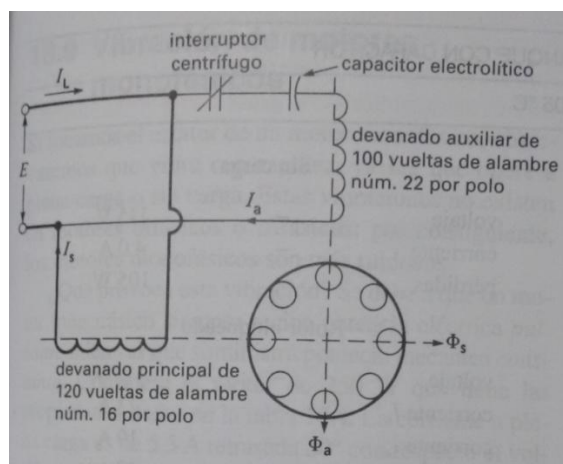 interruptor
centrífugo
capacitor electrolítico
I_L
devanado auxiliar de
100 vueltas de alambre
núm. 22 por polo
E
I_a
I_s
Φ_s
devanado principal de
120 vueltas de alambre
núm. 16 por polo
Φ_a